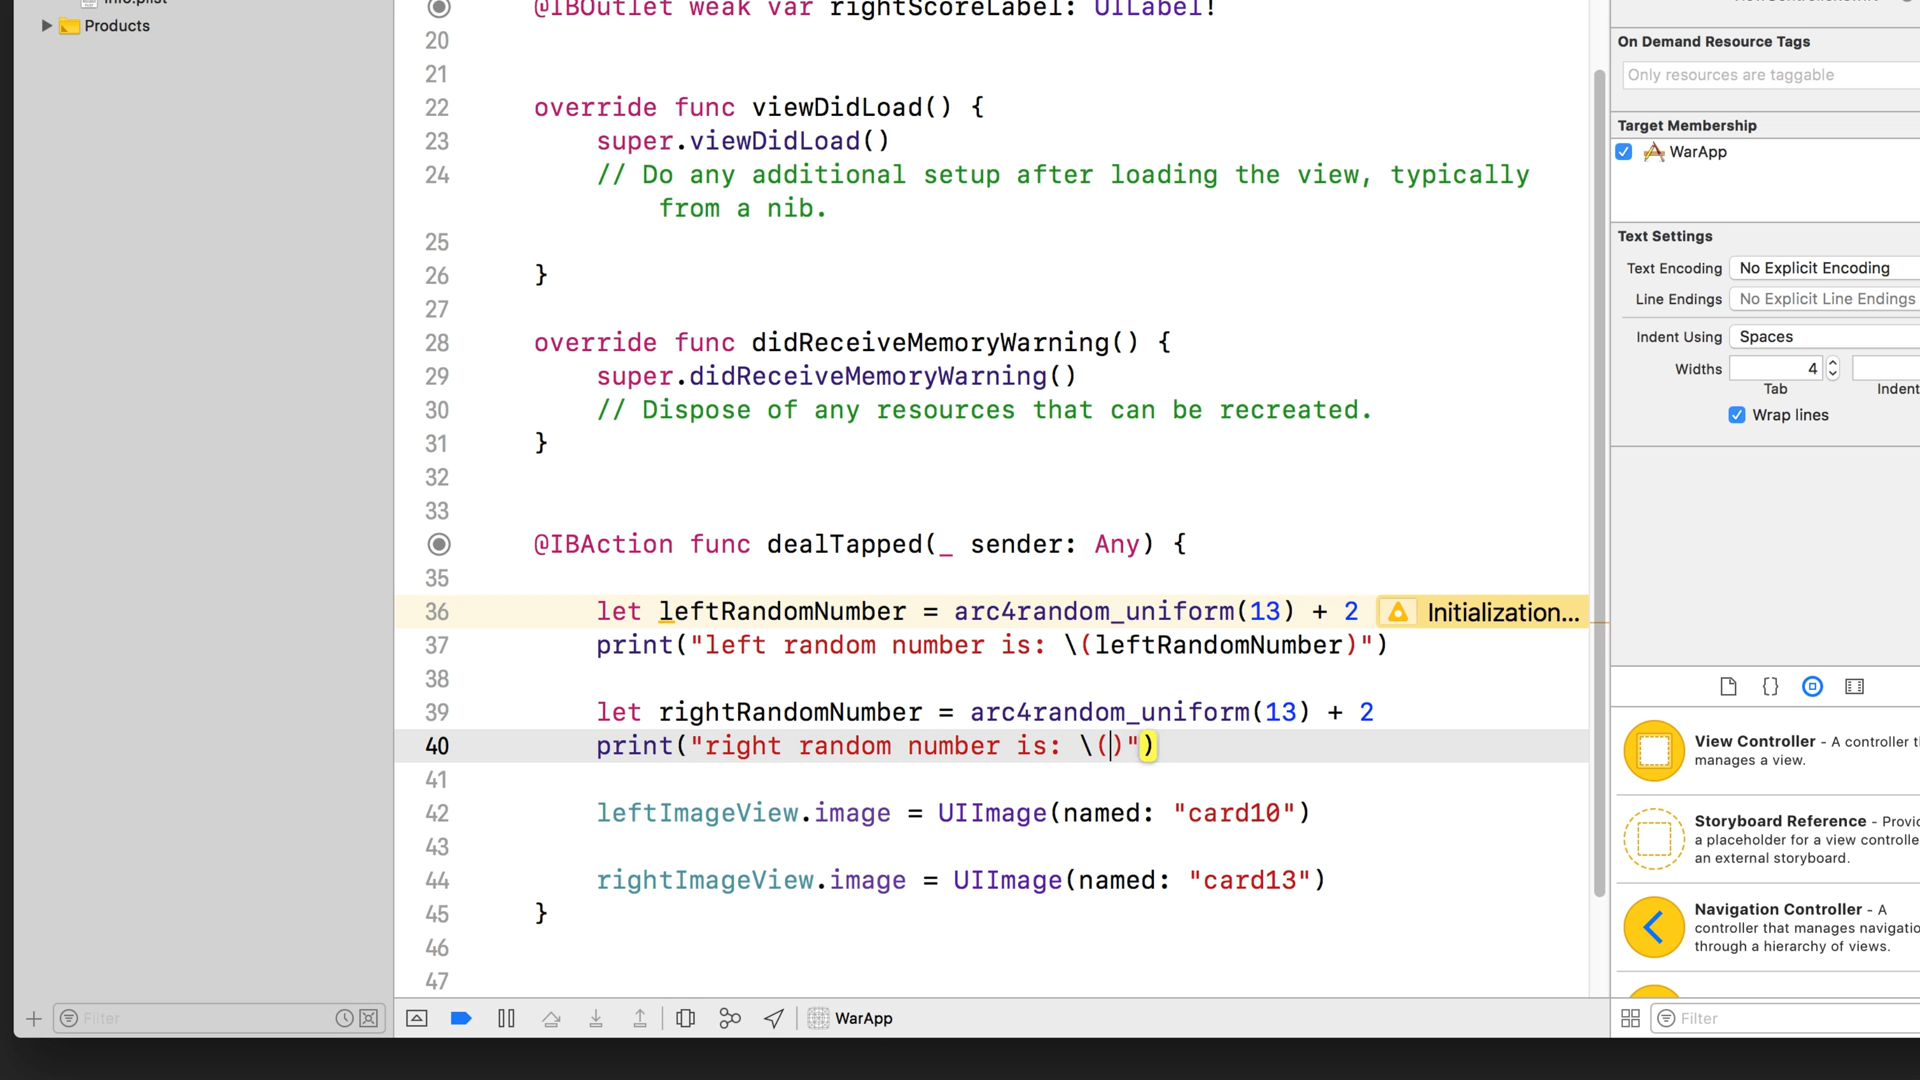 Products
@IBOutlet weak var rightScoreLabel: UILabel!
20
21
22 override func viewDidLoad() {
23 super.viewDidLoad()
24 // Do any additional setup after loading the view, typically
from a nib.
25
26 }
27
28 override func didReceiveMemoryWarning() {
29 super.didReceiveMemoryWarning()
30 // Dispose of any resources that can be recreated.
31 }
32
33
@IBAction func dealTapped(_ sender: Any) {
35
36 let leftRandomNumber = arc4random_uniform(13) + 2 Initialization...
37 print("left random number is: \(leftRandomNumber)")
38
39 let rightRandomNumber = arc4random_uniform(13) + 2
40 print("right random number is: \()")
41
42 leftImageView.image = UIImage(named: "card10")
43
44 rightImageView.image = UIImage(named: "card13")
45 }
46
47
Filter
WarApp
On Demand Resource Tags
Only resources are taggable
Target Membership
WarApp
Text Settings
Text Encoding No Explicit Encoding
Line Endings No Explicit Line Endings
Indent Using Spaces
Widths 4
Tab Indent
Wrap lines
{}
View Controller - A controller
manages a view.
Storyboard Reference -
a placeholder for a view
an external storyboard.
Navigation Controller - A
controller that manages
through a hierarchy of views.
Filter